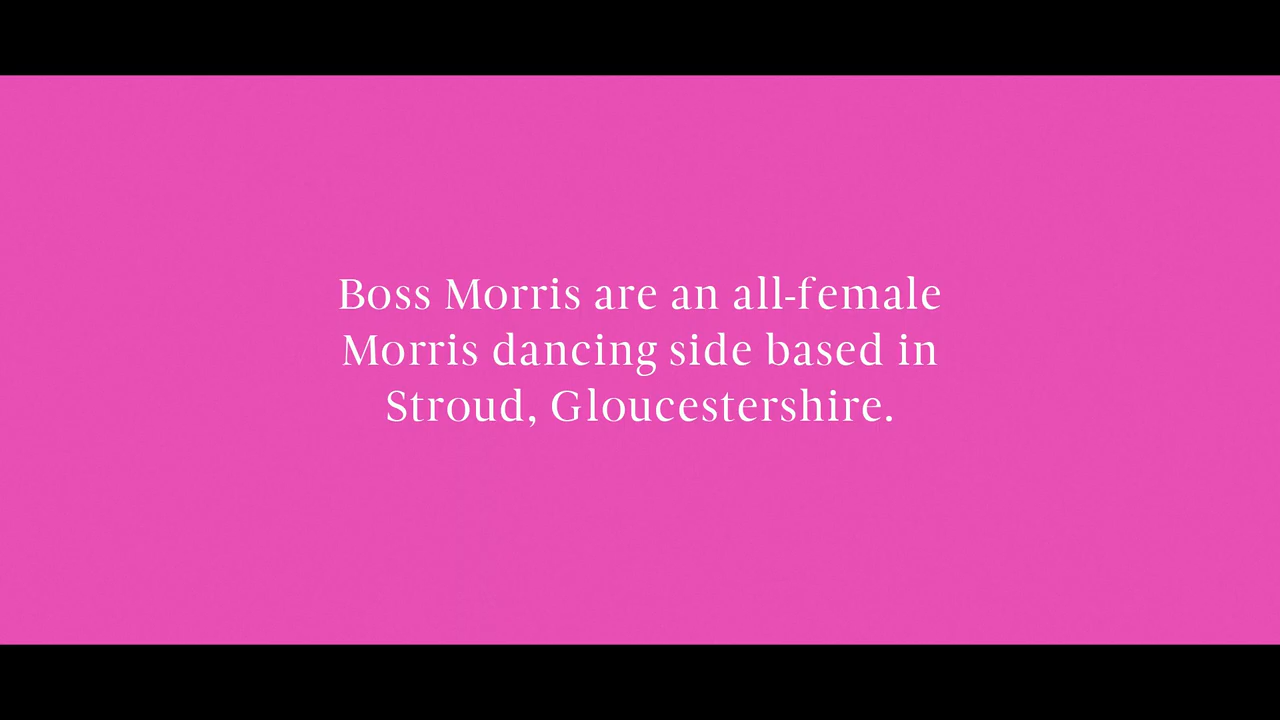 Boss Morris are an all-female
Morris dancing side based in
Stroud, Gloucestershire.